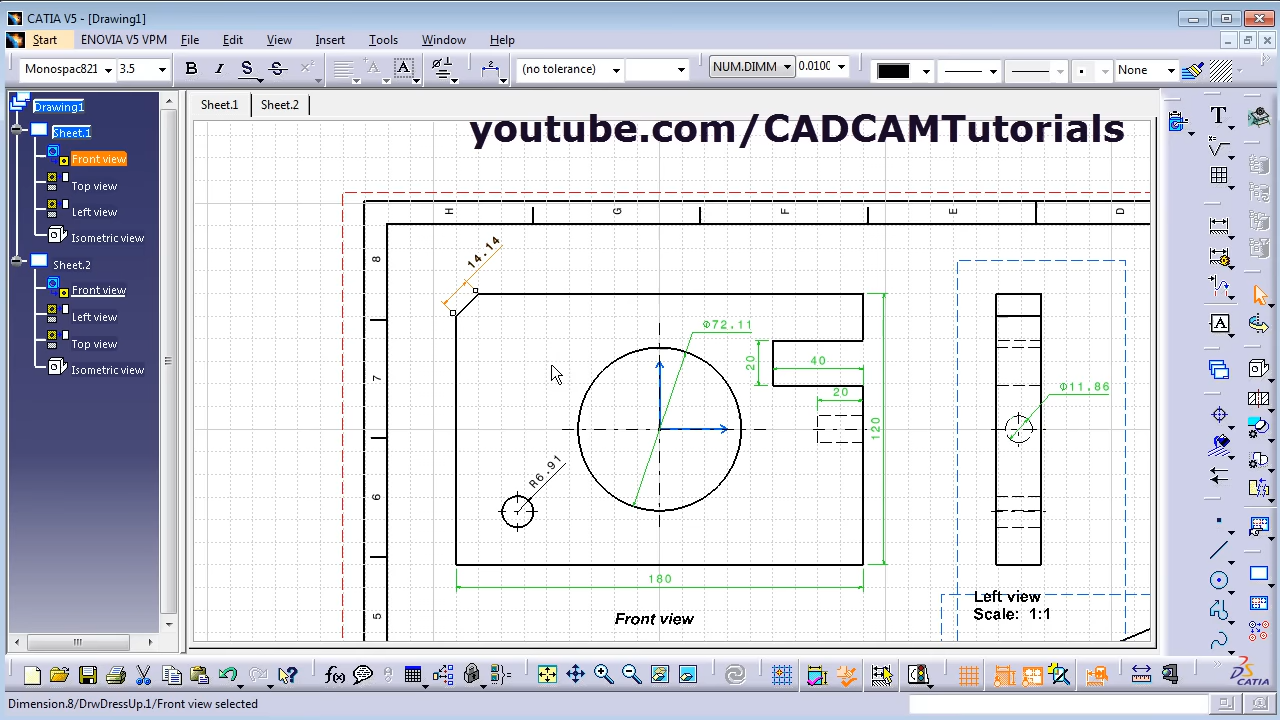 CATIA V5 - [Drawing1]
Start ENOVIA V5 VPM File Edit View Insert Tools Window Help
Monospac821 3.5 B I S S (no tolerance) NUM.DIMM 0.0100 None
Drawing1
Sheet.1
Front view
Top view
Left view
Isometric view
Sheet.2
Front view
Left view
Top view
Isometric view
Sheet.1 Sheet.2
youtube.com/CADCAMTutorials
H G F E D
8
7
6
5
14.14
Φ72.11
20
40
20
120
R6.91
180
Front view
Φ11.86
Left view
Scale: 1:1
f(x)
CATIA
Dimension.8/DrwDressUp.1/Front view selected